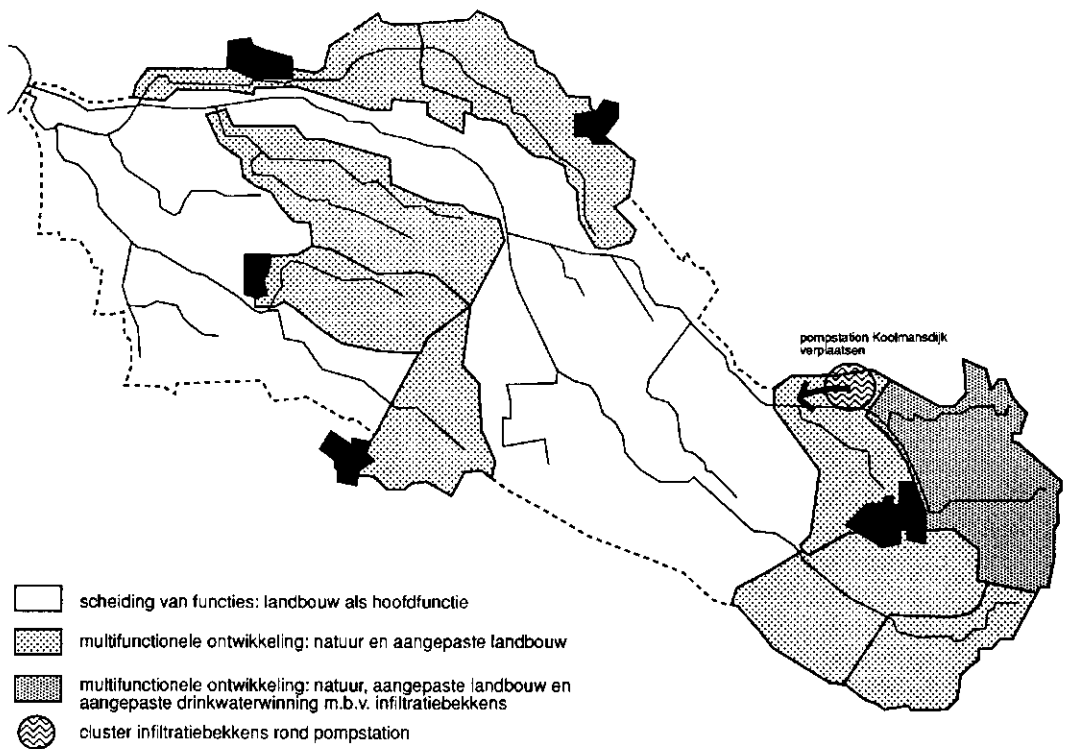 pompstation Koolmansdijk
verplaatsen
scheiding van functies: landbouw als hoofdfunctie
multifunctionele ontwikkeling: natuur en aangepaste landbouw
multifunctionele ontwikkeling: natuur, aangepaste landbouw en
aangepaste drinkwaterwinning m.b.v. infiltratiebekkens
cluster infiltratiebekkens rond pompstation